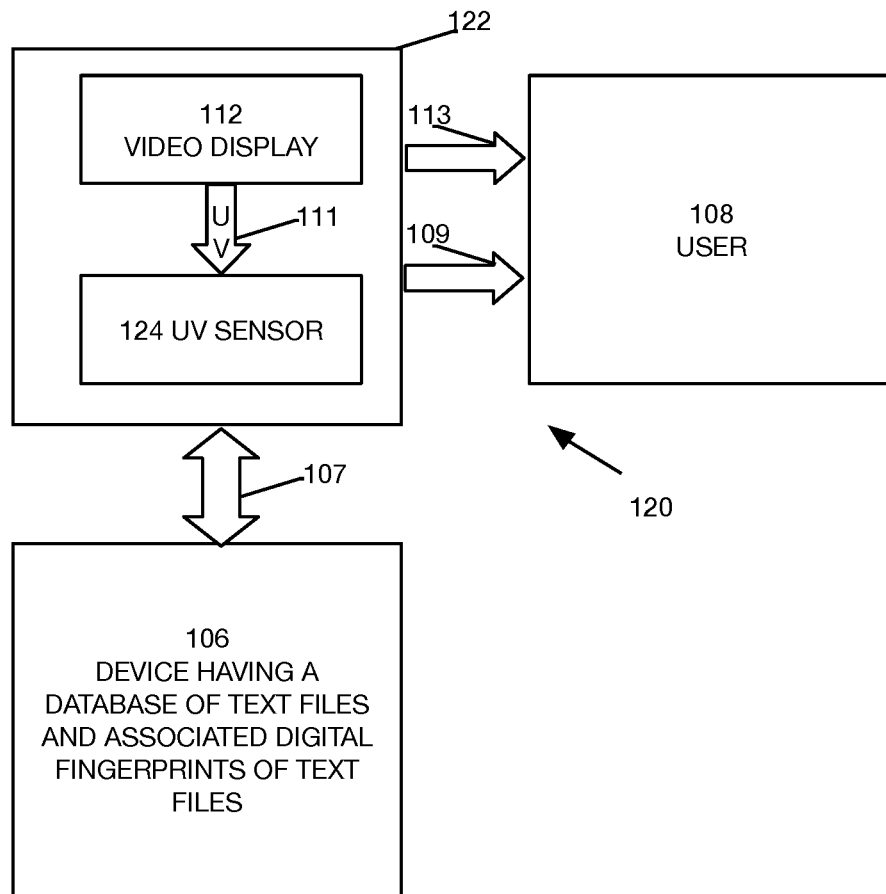 122
112
VIDEO DISPLAY
113
U
V
111
109
108
USER
124 UV SENSOR
107
120
106
DEVICE HAVING A
DATABASE OF TEXT FILES
AND ASSOCIATED DIGITAL
FINGERPRINTS OF TEXT
FILES